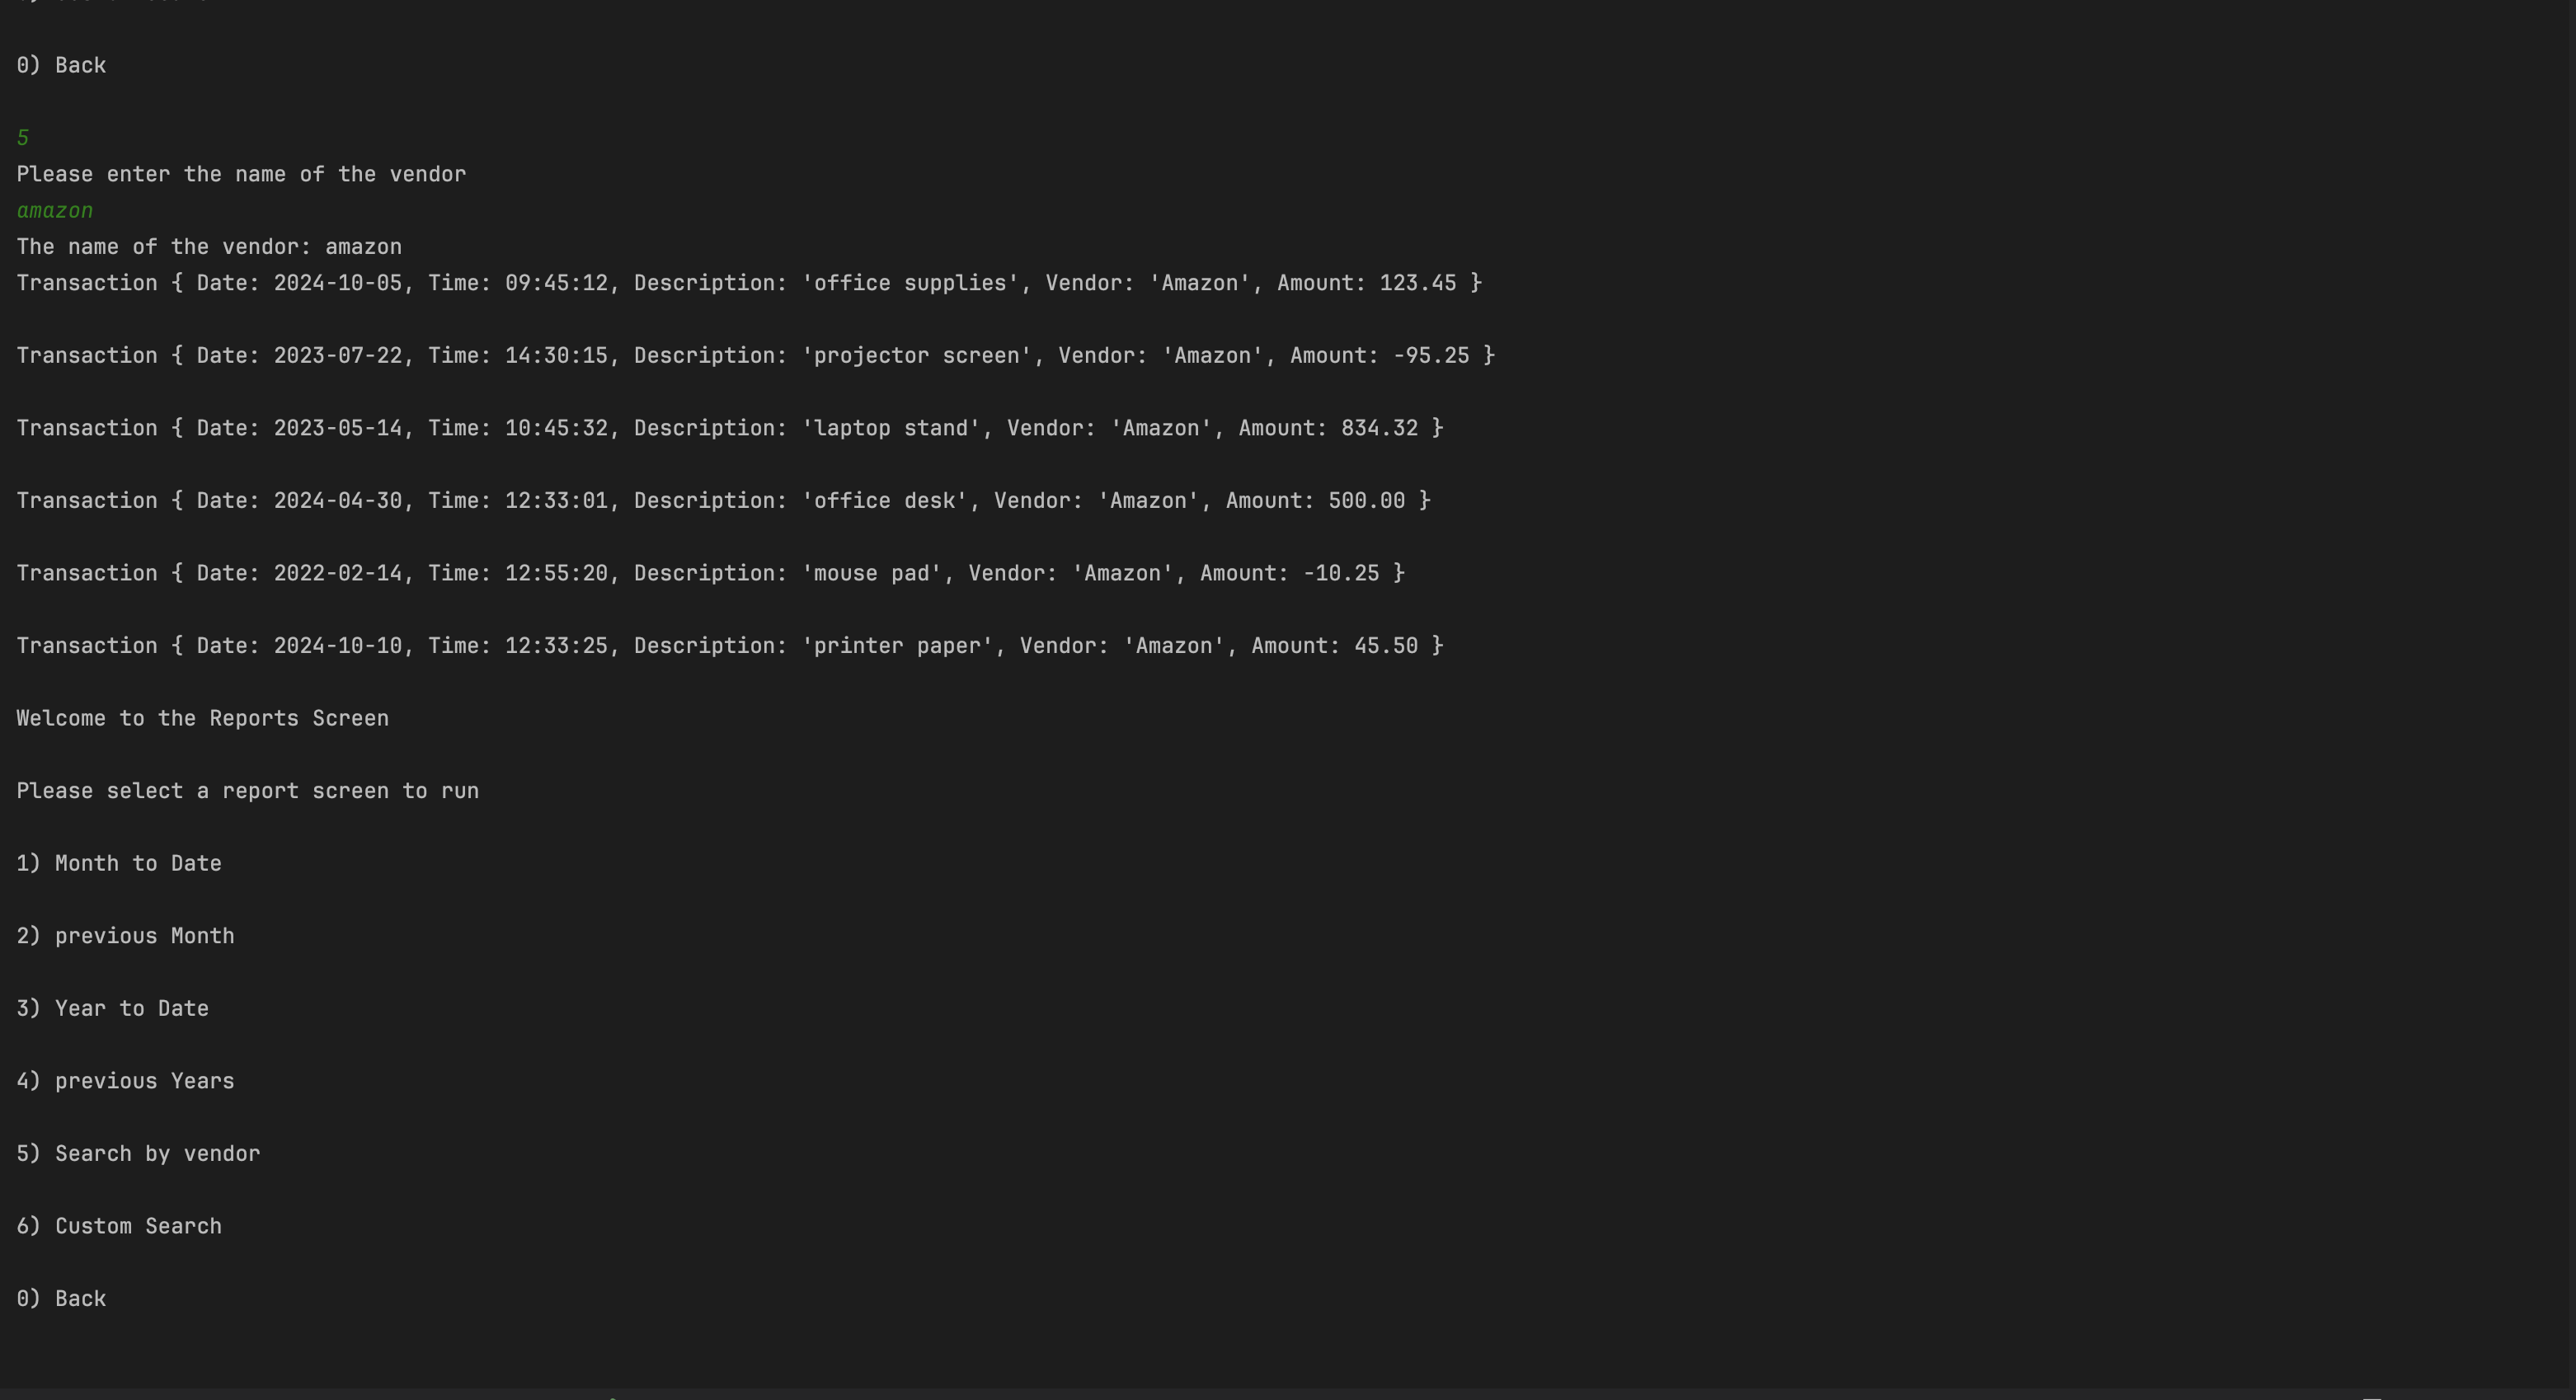 0) Back
5
Please enter the name of the vendor
amazon
The name of the vendor: amazon
Transaction { Date: 2024-10-05, Time: 09:45:12, Description: 'office supplies', Vendor: 'Amazon', Amount: 123.45 }
Transaction { Date: 2023-07-22, Time: 14:30:15, Description: 'projector screen', Vendor: 'Amazon', Amount: -95.25 }
Transaction { Date: 2023-05-14, Time: 10:45:32, Description: 'laptop stand', Vendor: 'Amazon', Amount: 834.32 }
Transaction { Date: 2024-04-30, Time: 12:33:01, Description: 'office desk', Vendor: 'Amazon', Amount: 500.00 }
Transaction { Date: 2022-02-14, Time: 12:55:20, Description: 'mouse pad', Vendor: 'Amazon', Amount: -10.25 }
Transaction { Date: 2024-10-10, Time: 12:33:25, Description: 'printer paper', Vendor: 'Amazon', Amount: 45.50 }
Welcome to the Reports Screen
Please select a report screen to run
1) Month to Date
2) previous Month
3) Year to Date
4) previous Years
5) Search by vendor
6) Custom Search
0) Back